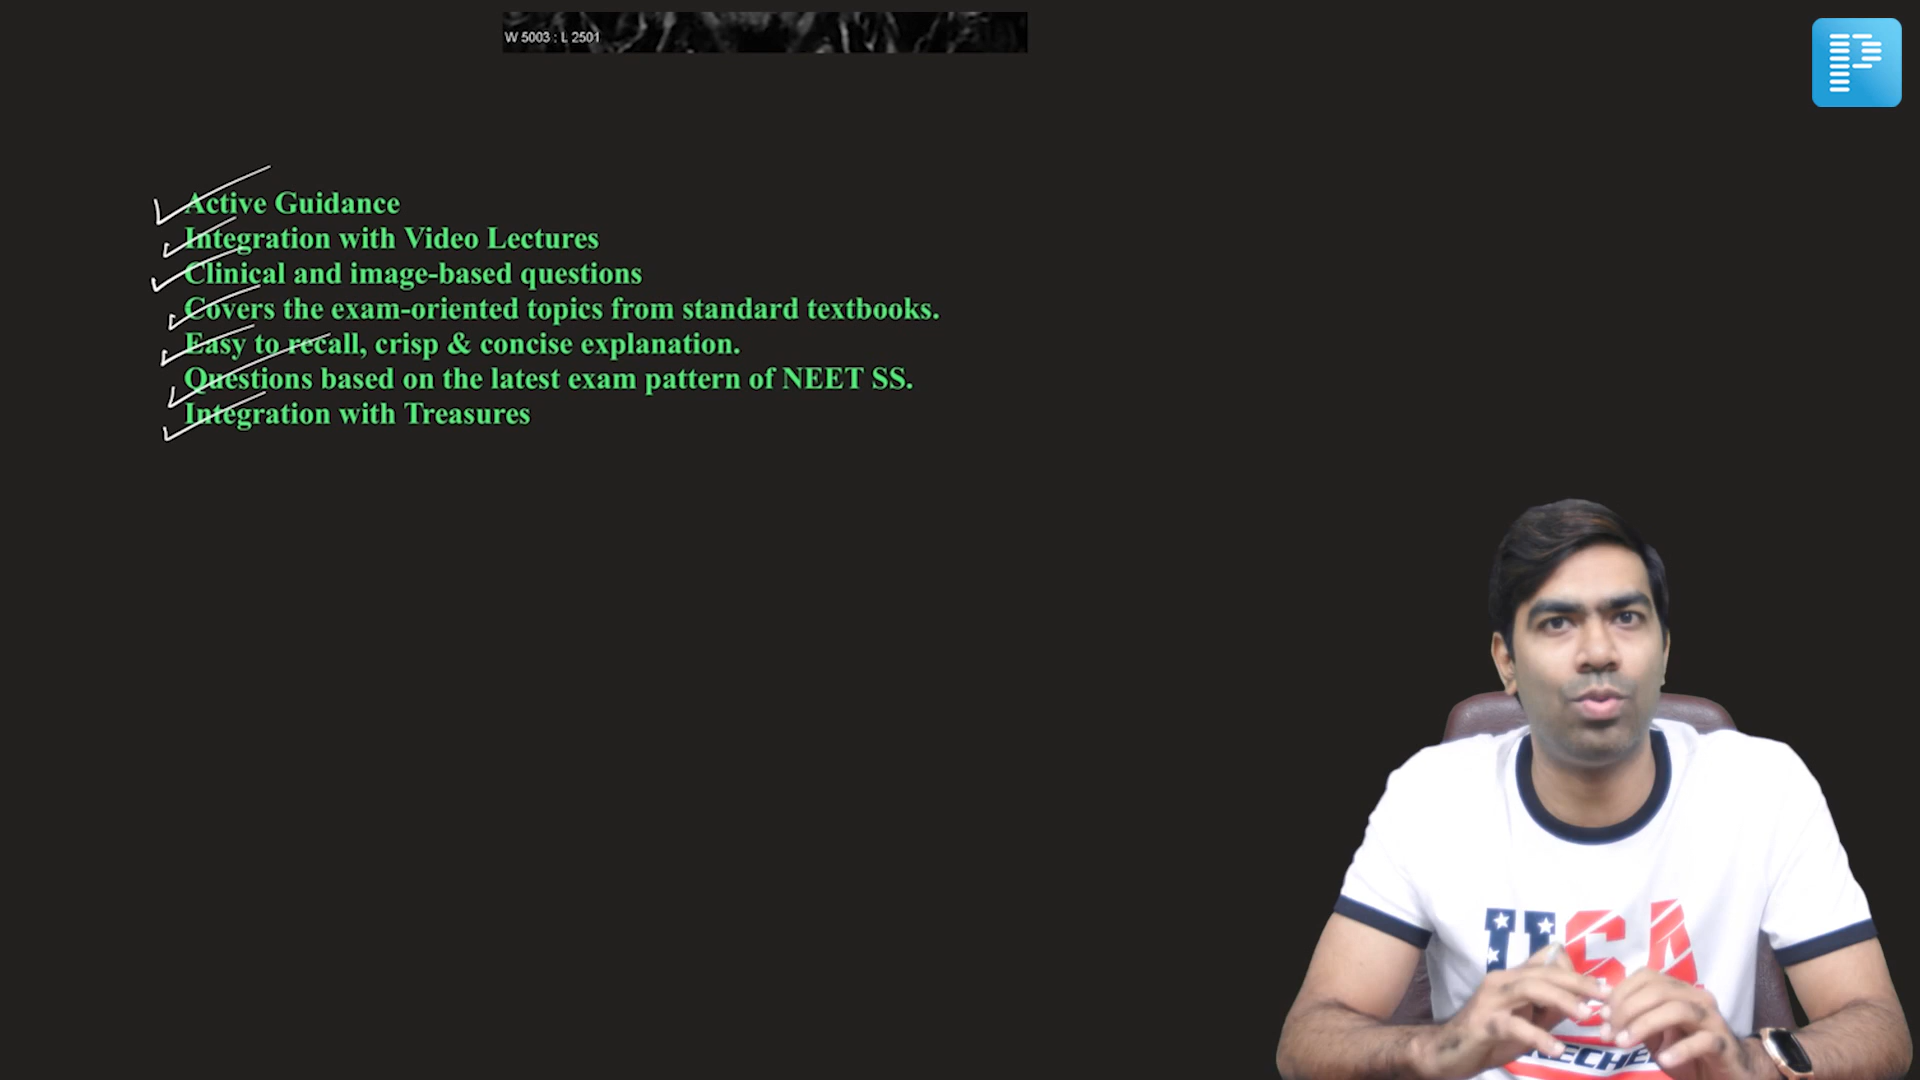 W 5003 : L 2501
Active Guidance
Integration with Video Lectures
Clinical and image-based questions
Covers the exam-oriented topics from standard textbooks.
Easy to recall, crisp & concise explanation.
Questions based on the latest exam pattern of NEET SS.
Integration with Treasures
USA